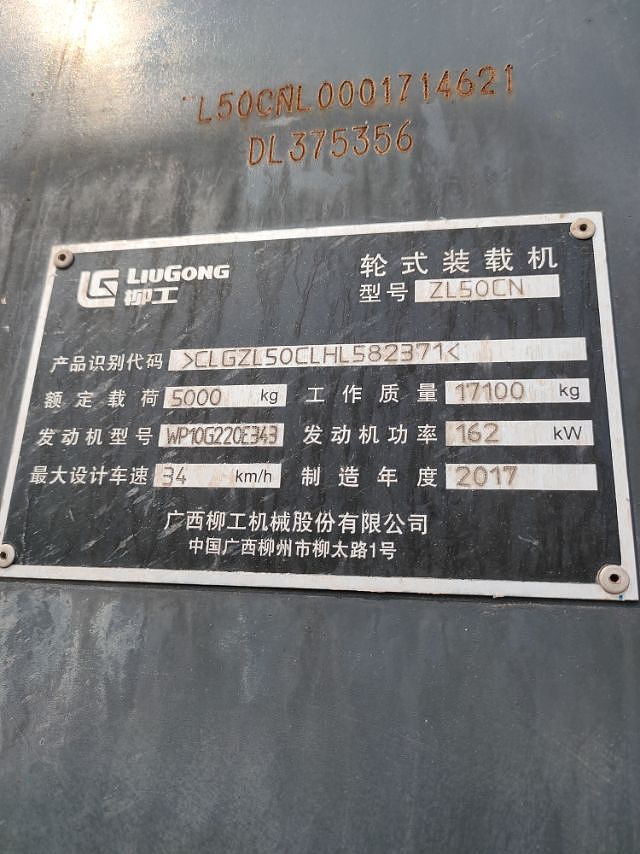 L50CNL0001714621
DL375356
LIUGONG
柳工
轮式装载机
型号 ZL50CN
产品识别代码 >CLGZL50CLHL582371<
额定载荷 5000 kg 工作质量 17100 kg
发动机型号 WP10G220E343 发动机功率 162 kW
最大设计车速 34 km/h 制造年度 2017
广西柳工机械股份有限公司
中国广西柳州市柳太路1号